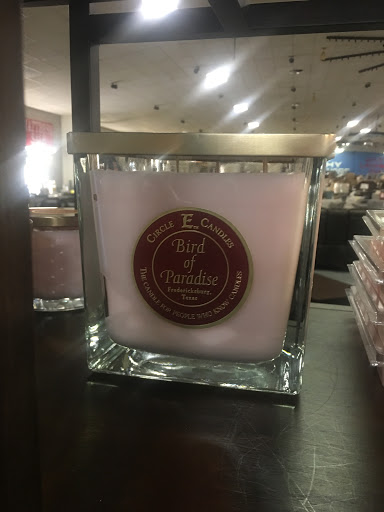 CIRCLE E CANDLES
Bird
of
Paradise
Fredericksburg,
Texas
THE CANDLE FOR PEOPLE WHO KNOW CANDLES